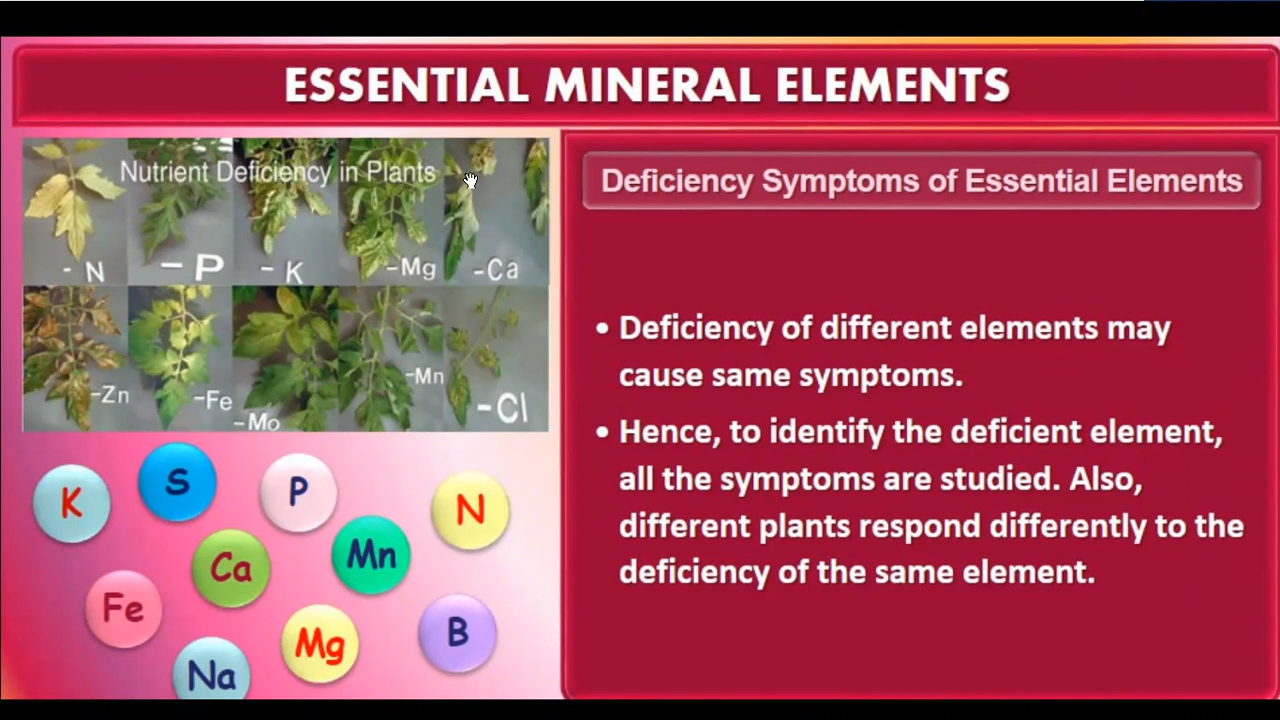 ESSENTIAL MINERAL ELEMENTS
Nutrient Deficiency in Plants
- N
- P
- K
-Mg
-Ca
-Zn
-Fe
-Mo
-Mn
-Cl
K
S
P
N
Ca
Mn
Fe
Mg
B
Na
Deficiency Symptoms of Essential Elements
• Deficiency of different elements may
cause same symptoms.
• Hence, to identify the deficient element,
all the symptoms are studied. Also,
different plants respond differently to the
deficiency of the same element.